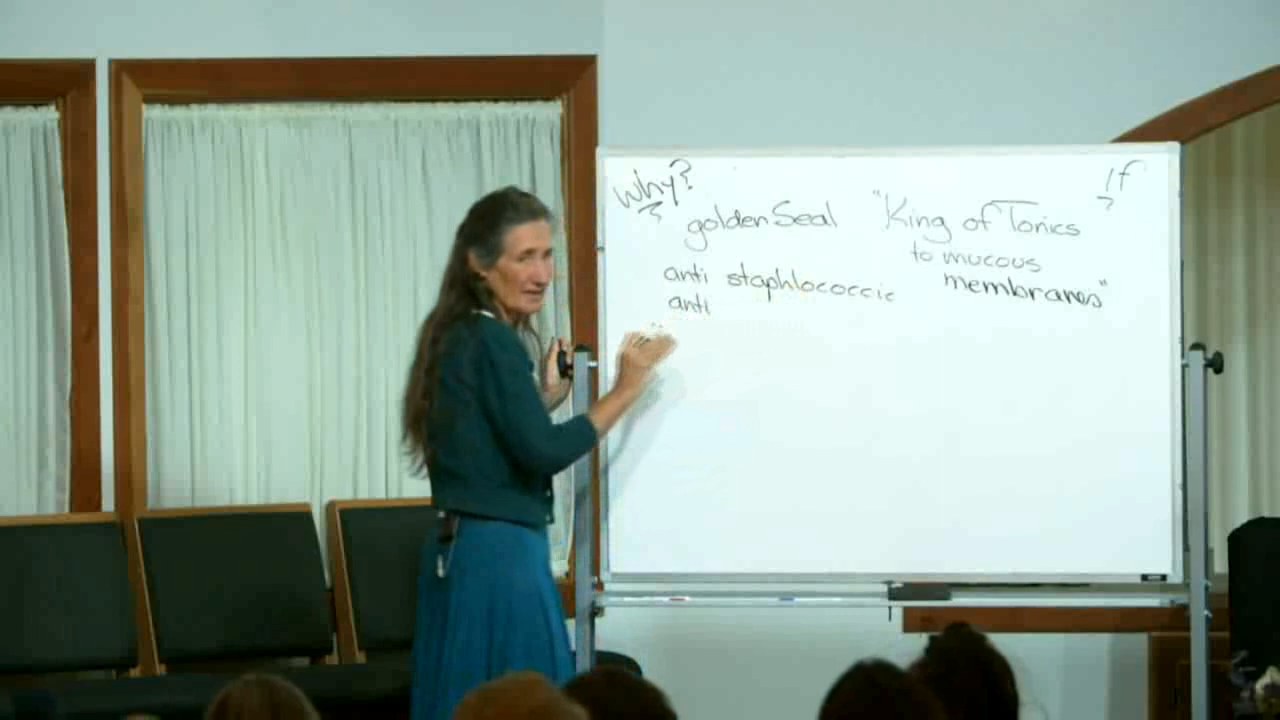 why?
If
goldenSeal "King of Tonics
to mucous
membranes"
anti staphlococcic
anti